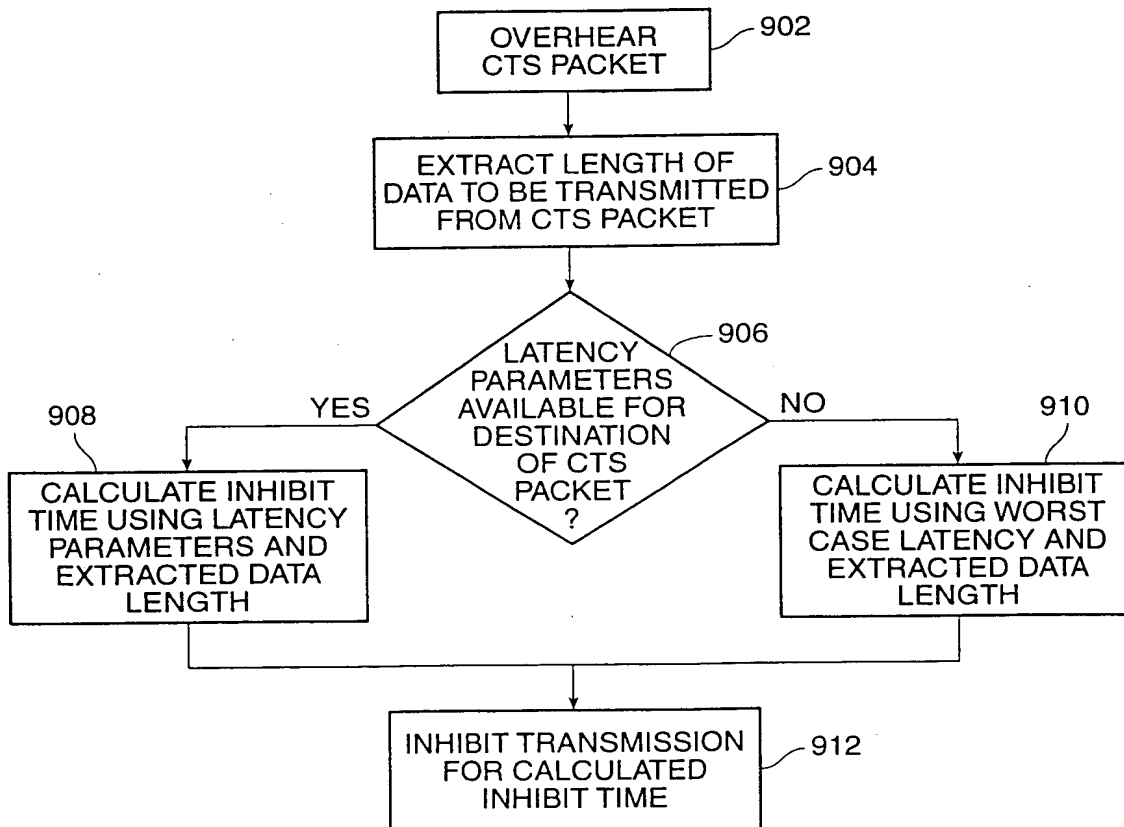 OVERHEAR
CTS PACKET
902
EXTRACT LENGTH OF
DATA TO BE TRANSMITTED
FROM CTS PACKET
904
LATENCY
PARAMETERS
AVAILABLE FOR
DESTINATION
OF CTS
PACKET
?
906
YES
NO
908
CALCULATE INHIBIT
TIME USING LATENCY
PARAMETERS AND
EXTRACTED DATA
LENGTH
910
CALCULATE INHIBIT
TIME USING WORST
CASE LATENCY AND
EXTRACTED DATA
LENGTH
INHIBIT TRANSMISSION
FOR CALCULATED
INHIBIT TIME
912